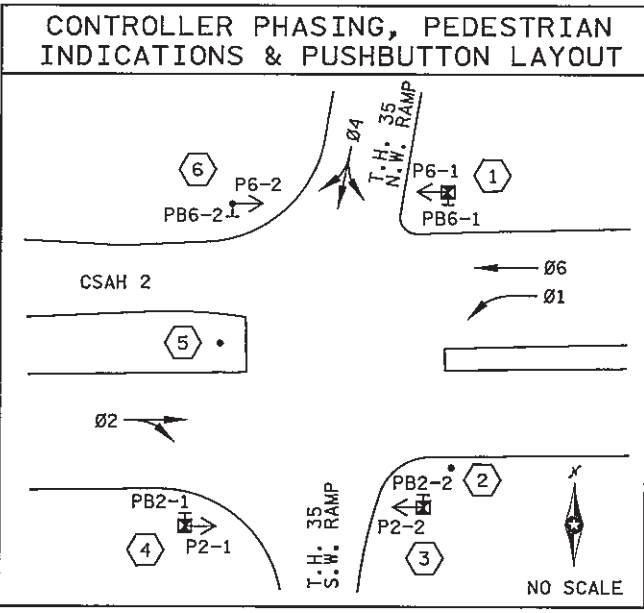 CONTROLLER PHASING, PEDESTRIAN
INDICATIONS & PUSHBUTTON LAYOUT
T.H. 35
N.W. RAMP
Ø4
6
P6-2
PB6-2
P6-1
1
PB6-1
CSAH 2
Ø6
Ø1
5
Ø2
PB2-1
P2-1
4
T.H. 35
S.W. RAMP
PB2-2
2
P2-2
3
N
NO SCALE